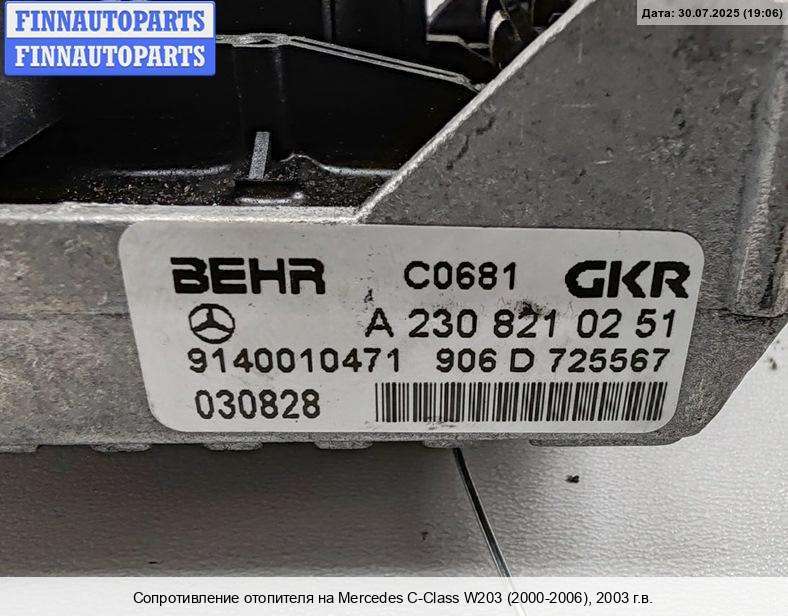 FINNAUTOPARTS
FINNAUTOPARTS
Дата: 30.07.2025 (19:06)
BEHR C0681 GKR
A 230 821 02 51
9140010471 906 D 725567
030828
Сопротивление отопителя на Mercedes C-Class W203 (2000-2006), 2003 г.в.